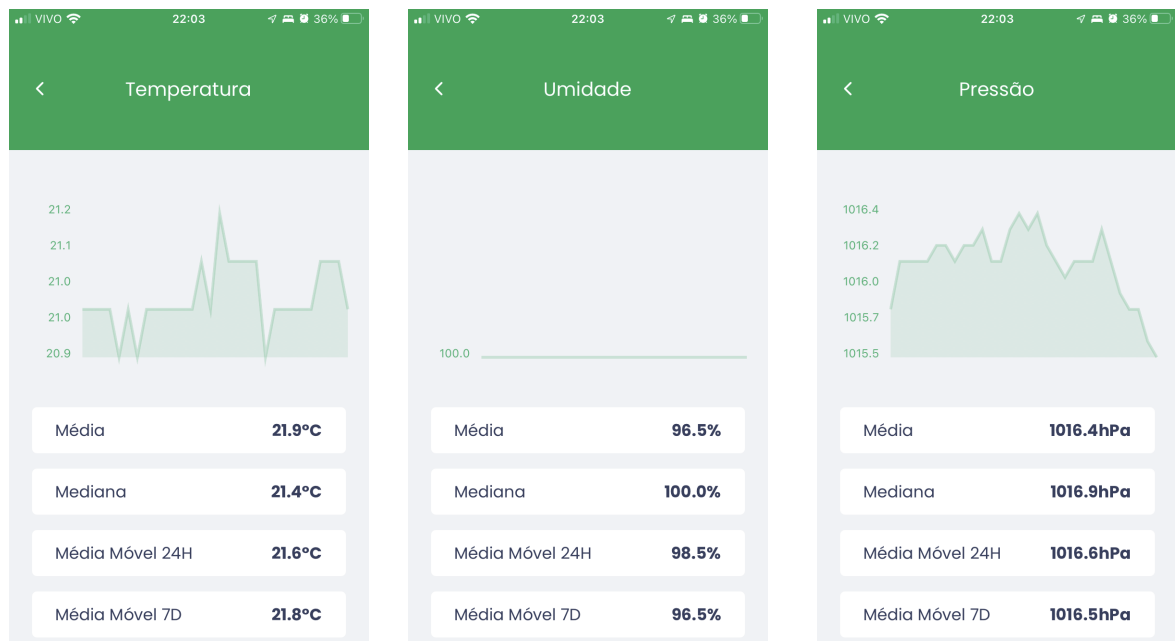 VIVO 22:03 36%
Temperatura
21.2
21.1
21.0
21.0
20.9
Média 21.9°C
Mediana 21.4°C
Média Móvel 24H 21.6°C
Média Móvel 7D 21.8°C
VIVO 22:03 36%
Umidade
100.0
Média 96.5%
Mediana 100.0%
Média Móvel 24H 98.5%
Média Móvel 7D 96.5%
VIVO 22:03 36%
Pressão
1016.4
1016.2
1016.0
1015.7
1015.5
Média 1016.4hPa
Mediana 1016.9hPa
Média Móvel 24H 1016.6hPa
Média Móvel 7D 1016.5hPa